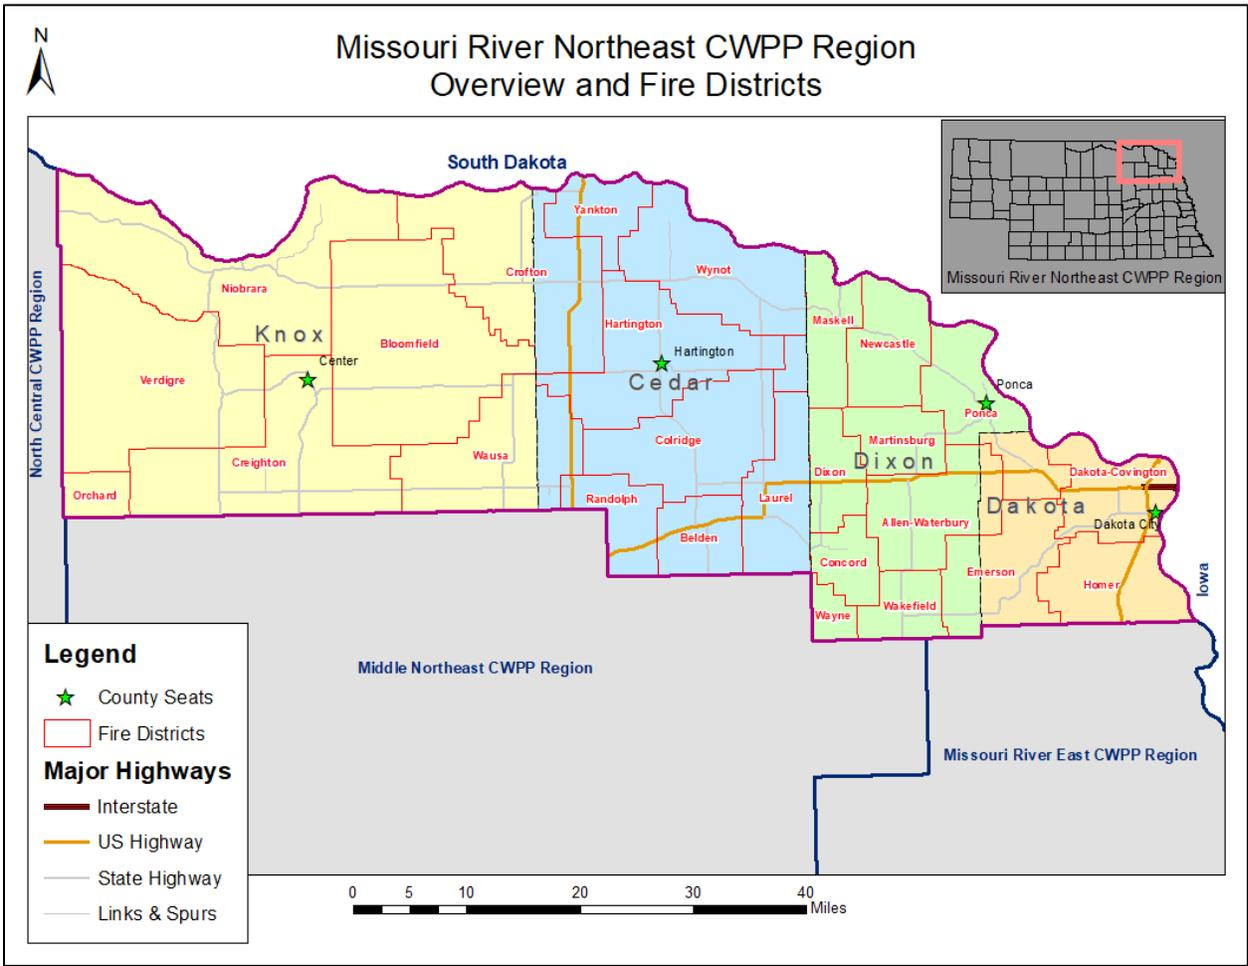 N
Missouri River Northeast CWPP Region
Overview and Fire Districts
South Dakota
Missouri River Northeast CWPP Region
North Central CWPP Region
Yankton
Crofton
Wynot
Niobrara
Maskell
Hartington
Knox
Bloomfield
Newcastle
Center
Hartington
Verdigre
Cedar
Ponca
Ponca
Colridge
Martinsburg
Wausa
Creighton
Dixon
Dixon
Dakota-Covington
Orchard
Randolph
Laurel
Dakota
Allen-Waterbury
Dakota City
Belden
Concord
Emerson
Homer
Iowa
Wayne
Wakefield
Middle Northeast CWPP Region
Missouri River East CWPP Region
Legend
County Seats
Fire Districts
Major Highways
Interstate
US Highway
State Highway
Links & Spurs
0 5 10 20 30 40
Miles